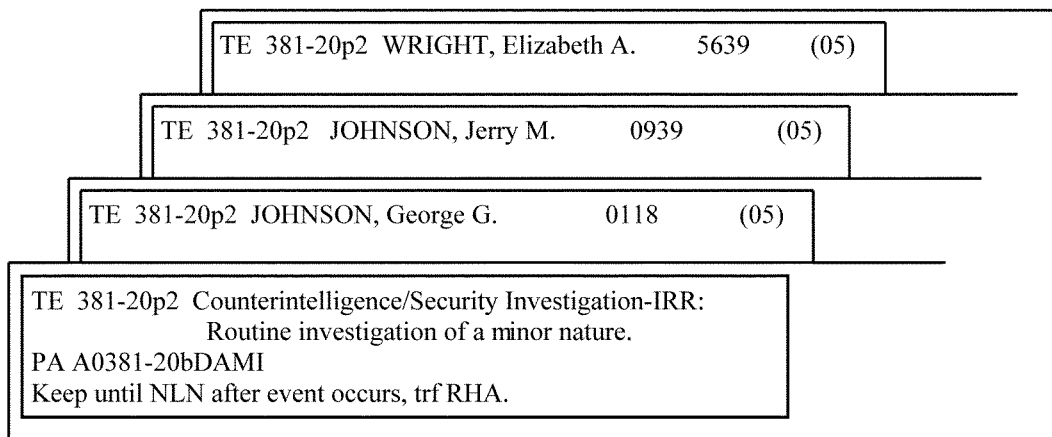 TE 381-20p2 WRIGHT, Elizabeth A. 5639 (05)
TE 381-20p2 JOHNSON, Jerry M. 0939 (05)
TE 381-20p2 JOHNSON, George G. 0118 (05)
TE 381-20p2 Counterintelligence/Security Investigation-IRR:
Routine investigation of a minor nature.
PA A0381-20bDAMI
Keep until NLN after event occurs, trf RHA.